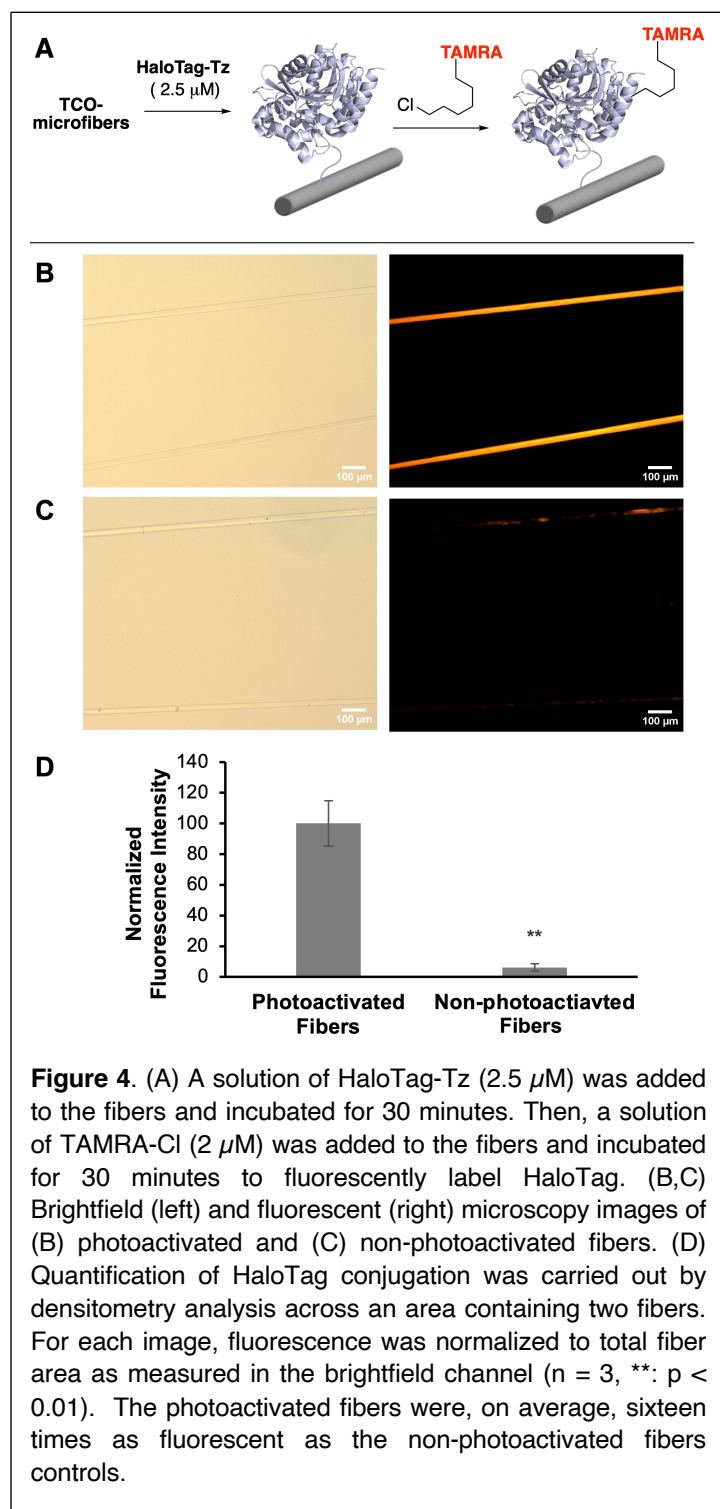 A
TCO-
microfibers
HaloTag-Tz
( 2.5 μM)
Cl
TAMRA
TAMRA
B
100 µm
100 µm
C
100 µm
100 µm
D
Normalized
Fluorescence Intensity
140
120
100
80
60
40
20
0
**
Photoactivated
Fibers
Non-photoactiavted
Fibers
Figure 4. (A) A solution of HaloTag-Tz (2.5 µM) was added
to the fibers and incubated for 30 minutes. Then, a solution
of TAMRA-Cl (2 µM) was added to the fibers and incubated
for 30 minutes to fluorescently label HaloTag. (B,C)
Brightfield (left) and fluorescent (right) microscopy images of
(B) photoactivated and (C) non-photoactivated fibers. (D)
Quantification of HaloTag conjugation was carried out by
densitometry analysis across an area containing two fibers.
For each image, fluorescence was normalized to total fiber
area as measured in the brightfield channel (n = 3, **: p <
0.01). The photoactivated fibers were, on average, sixteen
times as fluorescent as the non-photoactivated fibers
controls.